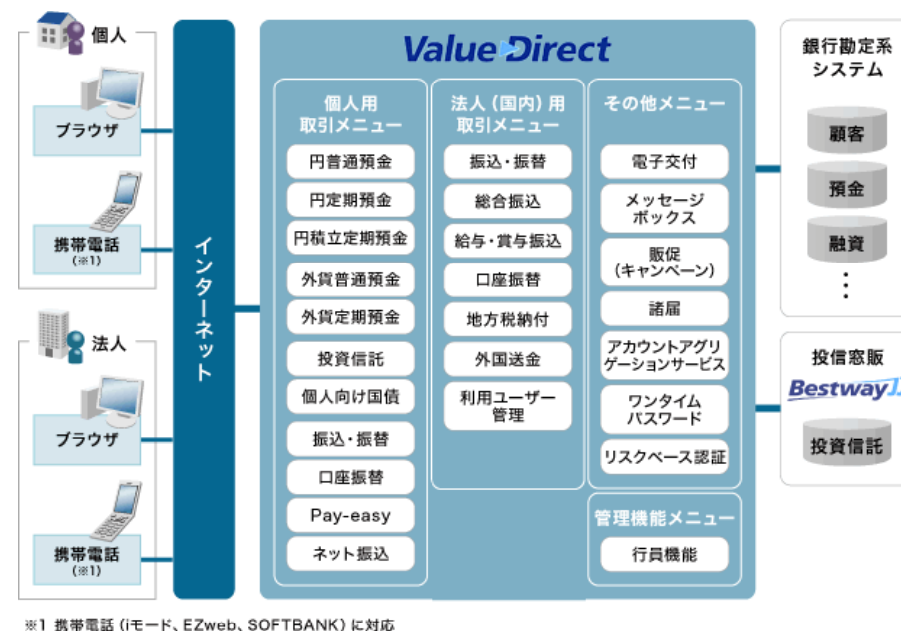 個人
ブラウザ
携帯電話
(※1)
法人
ブラウザ
携帯電話
(※1)
インターネット
Value Direct
個人用
取引メニュー
円普通預金
円定期預金
円積立定期預金
外貨普通預金
外貨定期預金
投資信託
個人向け国債
振込・振替
口座振替
Pay-easy
ネット振込
法人(国内)用
取引メニュー
振込・振替
総合振込
給与・賞与振込
口座振替
地方税納付
外国送金
利用ユーザー
管理
その他メニュー
電子交付
メッセージ
ボックス
販促
(キャンペーン)
諸届
アカウントアグリ
ゲーションサービス
ワンタイム
パスワード
リスクベース認証
管理機能メニュー
行員機能
銀行勘定系
システム
顧客
預金
融資
⋮
投信窓販
BestwayJ
投資信託
※1 携帯電話(iモード、EZweb、SOFTBANK)に対応